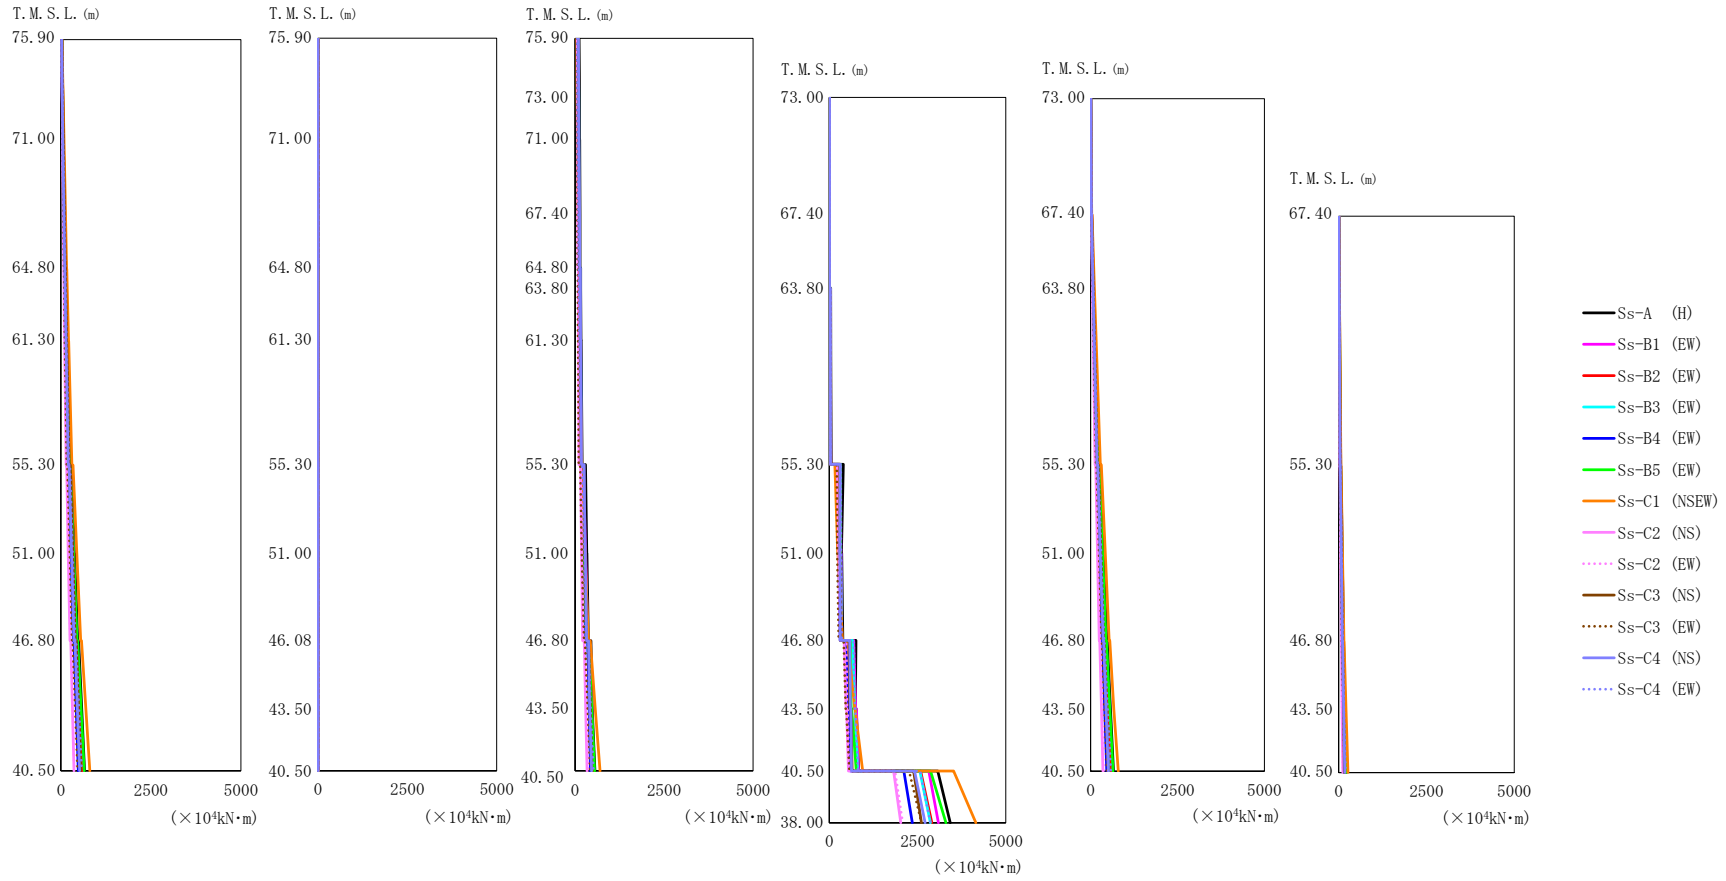 T.M.S.L.(m)
75.90
71.00
64.80
61.30
55.30
51.00
46.80
43.50
40.50
0 2500 5000
(×10⁴kN･m)
T.M.S.L.(m)
75.90
71.00
64.80
61.30
55.30
51.00
46.08
43.50
40.50
0 2500 5000
(×10⁴kN･m)
T.M.S.L.(m)
75.90
73.00
71.00
67.40
64.80
63.80
61.30
55.30
51.00
46.80
43.50
40.50
0 2500 5000
(×10⁴kN･m)
T.M.S.L.(m)
73.00
67.40
63.80
55.30
51.00
46.80
43.50
40.50
38.00
0 2500 5000
(×10⁴kN･m)
T.M.S.L.(m)
73.00
67.40
63.80
55.30
51.00
46.80
43.50
40.50
0 2500 5000
(×10⁴kN･m)
T.M.S.L.(m)
67.40
55.30
46.80
43.50
40.50
0 2500 5000
(×10⁴kN･m)
Ss-A (H)
Ss-B1 (EW)
Ss-B2 (EW)
Ss-B3 (EW)
Ss-B4 (EW)
Ss-B5 (EW)
Ss-C1 (NSEW)
Ss-C2 (NS)
Ss-C2 (EW)
Ss-C3 (NS)
Ss-C3 (EW)
Ss-C4 (NS)
Ss-C4 (EW)